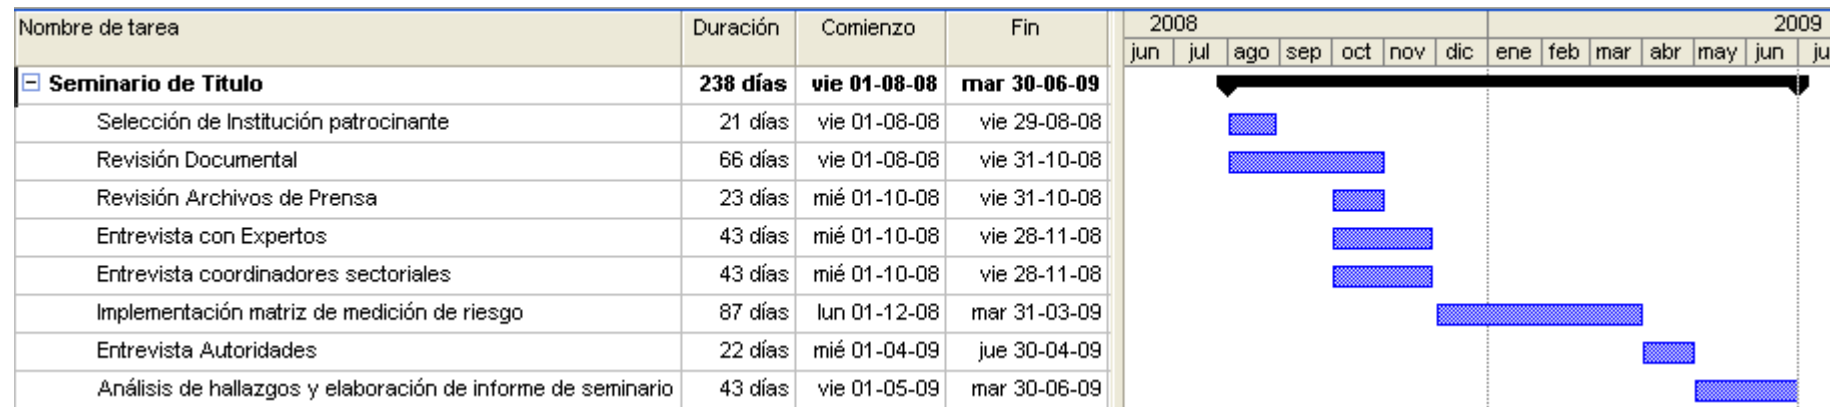 Nombre de tarea Duración Comienzo Fin 2008 2009
jun jul ago sep oct nov dic ene feb mar abr may jun ju
Seminario de Titulo 238 días vie 01-08-08 mar 30-06-09
Selección de Institución patrocinante 21 días vie 01-08-08 vie 29-08-08
Revisión Documental 66 días vie 01-08-08 vie 31-10-08
Revisión Archivos de Prensa 23 días mié 01-10-08 vie 31-10-08
Entrevista con Expertos 43 días mié 01-10-08 vie 28-11-08
Entrevista coordinadores sectoriales 43 días mié 01-10-08 vie 28-11-08
Implementación matriz de medición de riesgo 87 días lun 01-12-08 mar 31-03-09
Entrevista Autoridades 22 días mié 01-04-09 jue 30-04-09
Análisis de hallazgos y elaboración de informe de seminario 43 días vie 01-05-09 mar 30-06-09